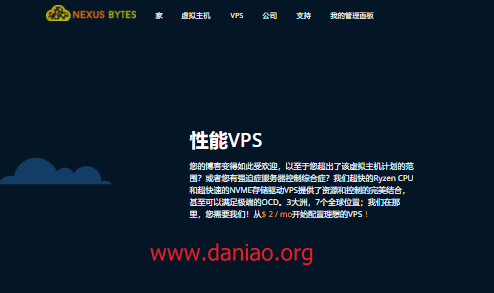 NEXUS BYTES
家 虚拟主机 VPS 公司 支持 我的管理面板
性能VPS
您的博客变得如此受欢迎，以至于您超出了该虚拟主机计划的范
围？或者您有强迫症服务器控制综合症？我们超快的Ryzen CPU
和超快速的NVME存储驱动VPS提供了资源和控制的完美结合，
甚至可以满足极端的OCD。3大洲，7个全球位置；我们在那
里，您需要我们！从$ 2 / mo开始配置理想的VPS！
www.daniao.org